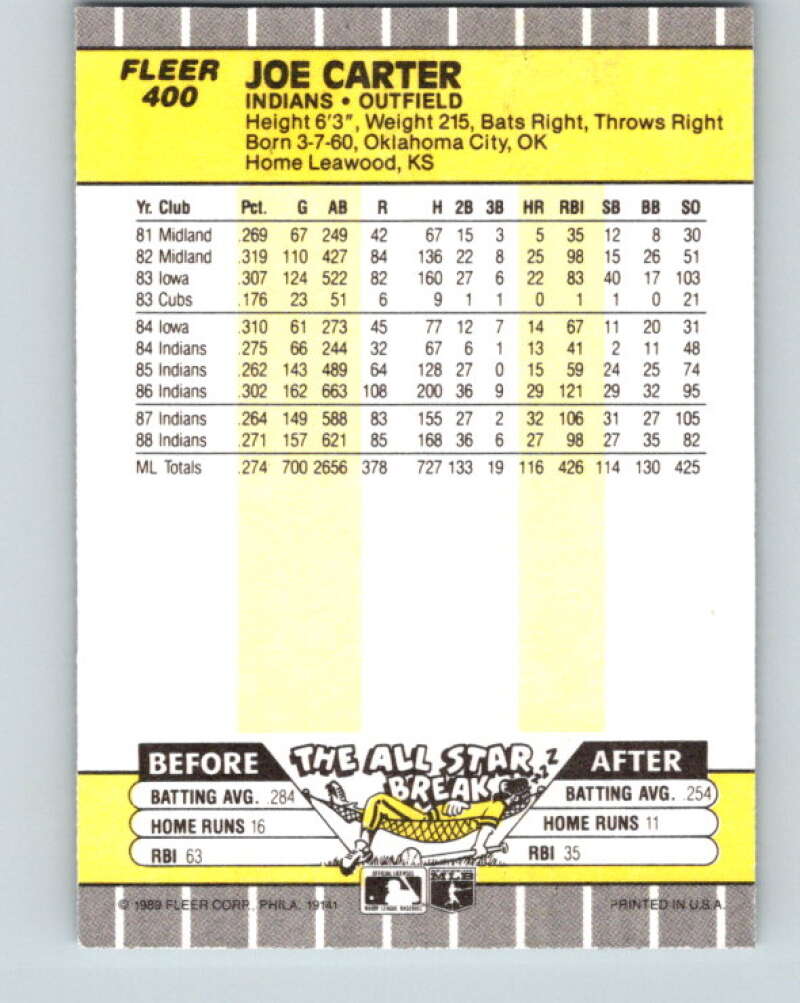 FLEER
400
JOE CARTER
INDIANS • OUTFIELD
Height 6'3", Weight 215, Bats Right, Throws Right
Born 3-7-60, Oklahoma City, OK
Home Leawood, KS
Yr. Club Pct. G AB R H 2B 3B HR RBI SB BB SO
81 Midland .269 67 249 42 67 15 3 5 35 12 8 30
82 Midland .319 110 427 84 136 22 8 25 98 15 26 51
83 Iowa .307 124 522 82 160 27 6 22 83 40 17 103
83 Cubs .176 23 51 6 9 1 1 0 1 1 0 21
84 Iowa .310 61 273 45 77 12 7 14 67 11 20 31
84 Indians .275 66 244 32 67 6 1 13 41 2 11 48
85 Indians .262 143 489 64 128 27 0 15 59 24 25 74
86 Indians .302 162 663 108 200 36 9 29 121 29 32 95
87 Indians .264 149 588 83 155 27 2 32 106 31 27 105
88 Indians .271 157 621 85 168 36 6 27 98 27 35 82
ML Totals .274 700 2656 378 727 133 19 116 426 114 130 425
BEFORE THE ALL STAR BREAK ZZZ AFTER
BATTING AVG. .284 BATTING AVG. .254
HOME RUNS 16 HOME RUNS 11
RBI 63 RBI 35
OFFICIAL LICENSEE
MAJOR LEAGUE BASEBALL
MLB
© 1989 FLEER CORP., PHILA. 19141 PRINTED IN U.S.A.